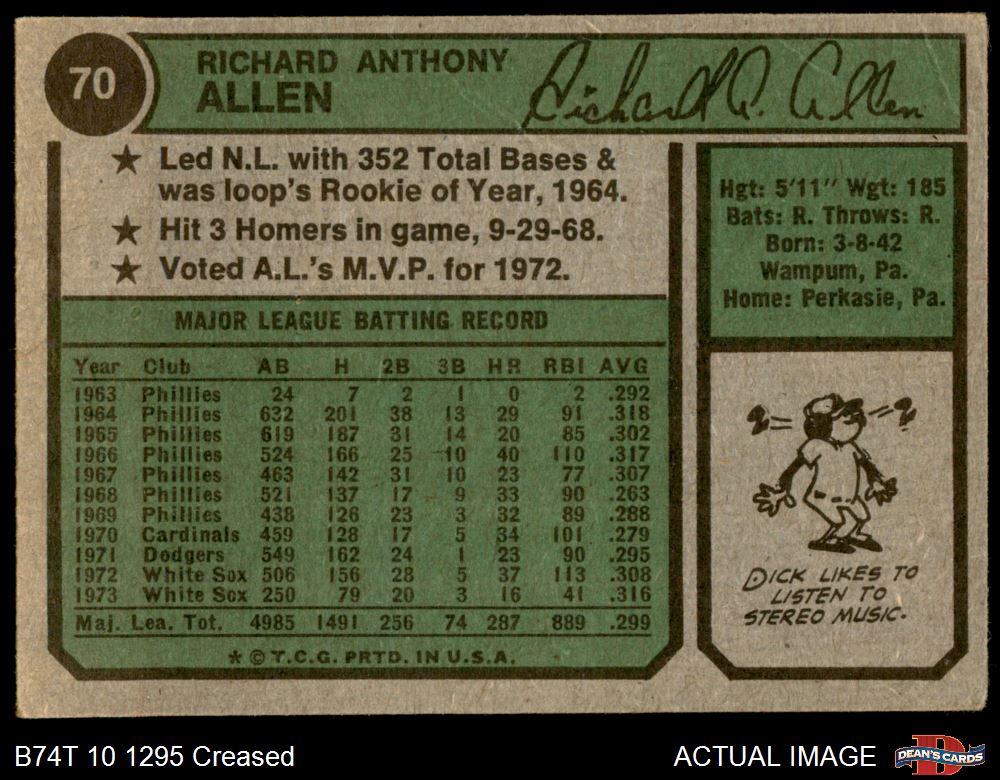 70
RICHARD ANTHONY
ALLEN
Richard A. Allen
★ Led N.L. with 352 Total Bases &
was loop's Rookie of Year, 1964.
★ Hit 3 Homers in game, 9-29-68.
★ Voted A.L.'s M.V.P. for 1972.
Hgt: 5'11" Wgt: 185
Bats: R. Throws: R.
Born: 3-8-42
Wampum, Pa.
Home: Perkasie, Pa.
MAJOR LEAGUE BATTING RECORD
Year Club AB H 2B 3B HR RBI AVG
1963 Phillies 24 7 2 1 0 2 .292
1964 Phillies 632 201 38 13 29 91 .318
1965 Phillies 619 187 31 14 20 85 .302
1966 Phillies 524 166 25 10 40 110 .317
1967 Phillies 463 142 31 10 23 77 .307
1968 Phillies 521 137 17 9 33 90 .263
1969 Phillies 438 126 23 3 32 89 .288
1970 Cardinals 459 128 17 5 34 101 .279
1971 Dodgers 549 162 24 1 23 90 .295
1972 White Sox 506 156 28 5 37 113 .308
1973 White Sox 250 79 20 3 16 41 .316
Maj. Lea. Tot. 4985 1491 256 74 287 889 .299
★ © T.C.G. PRTD. IN U.S.A.
DICK LIKES TO
LISTEN TO
STEREO MUSIC.
B74T 10 1295 Creased
ACTUAL IMAGE
D
DEAN'S CARDS